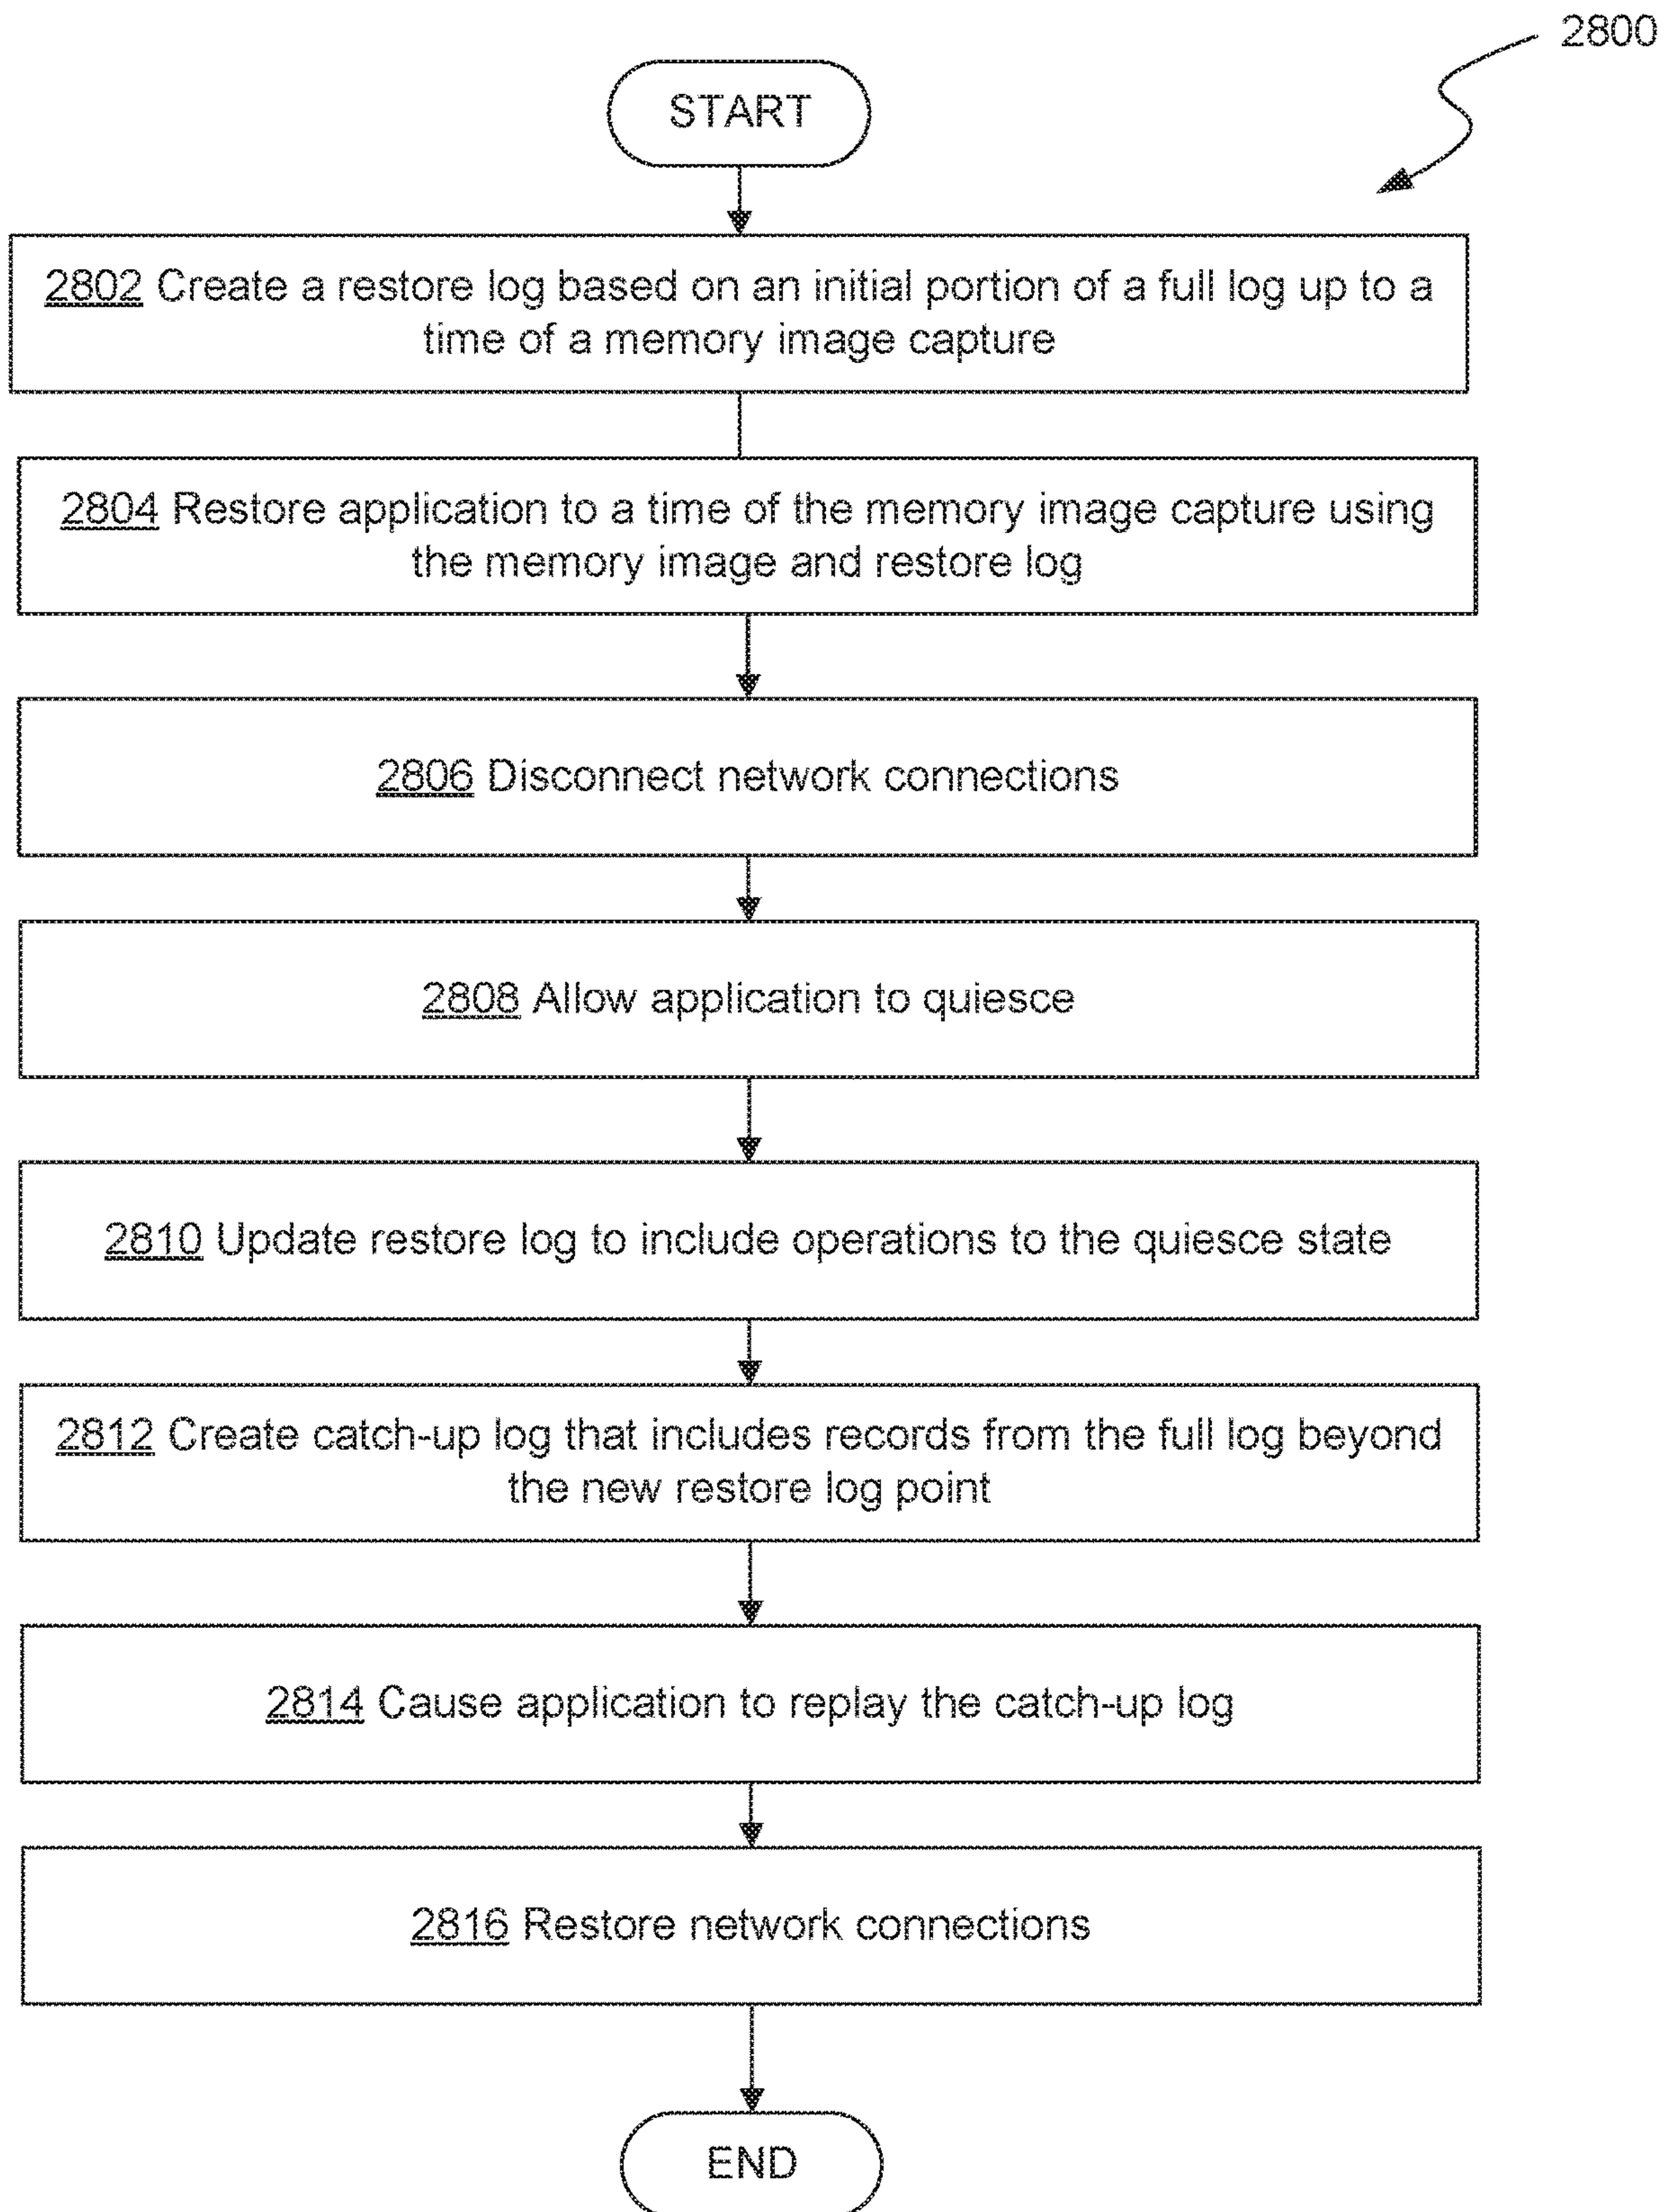 2800
START
2802 Create a restore log based on an initial portion of a full log up to a
time of a memory image capture
2804 Restore application to a time of the memory image capture using
the memory image and restore log
2806 Disconnect network connections
2808 Allow application to quiesce
2810 Update restore log to include operations to the quiesce state
2812 Create catch-up log that includes records from the full log beyond
the new restore log point
2814 Cause application to replay the catch-up log
2816 Restore network connections
END